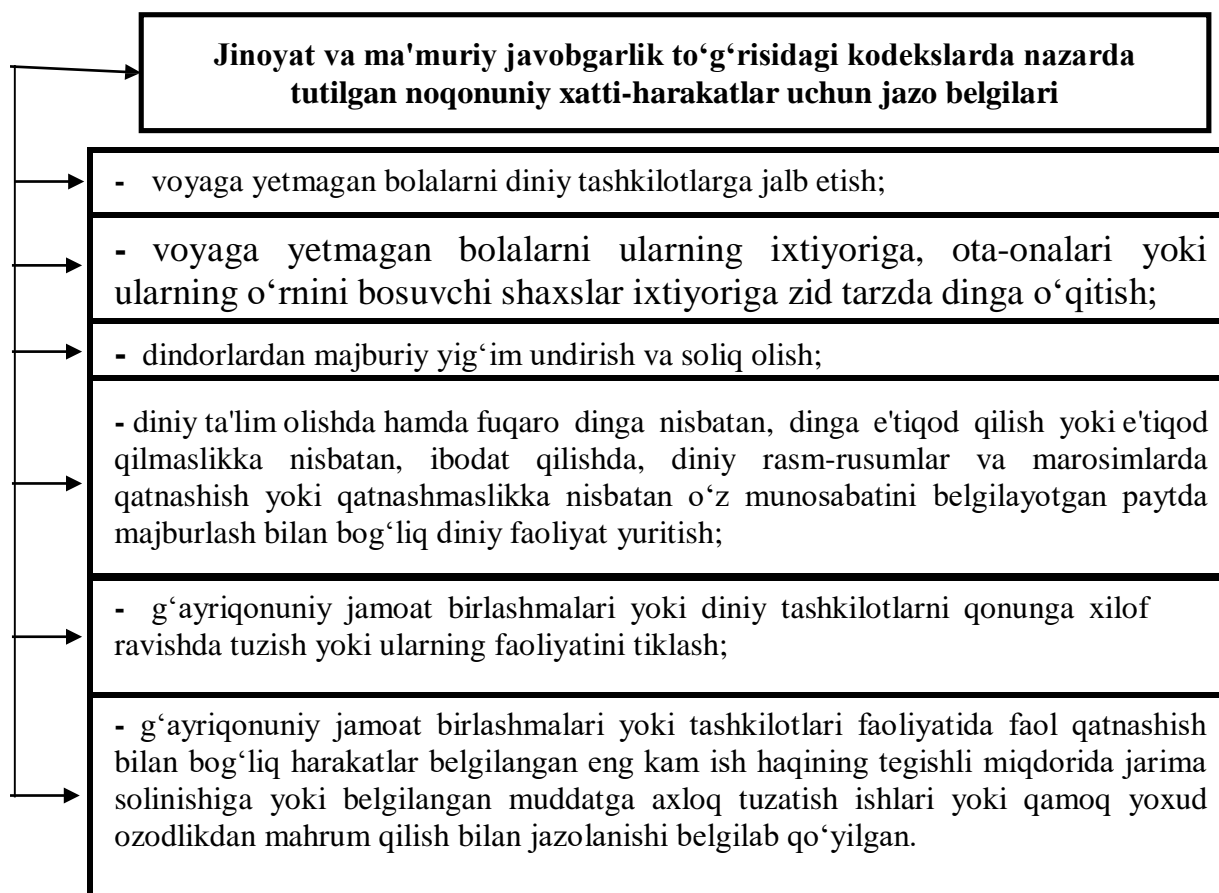 Jinoyat va ma'muriy javobgarlik to‘g‘risidagi kodekslarda nazarda
tutilgan noqonuniy xatti-harakatlar uchun jazo belgilari
- voyaga yetmagan bolalarni diniy tashkilotlarga jalb etish;
- voyaga yetmagan bolalarni ularning ixtiyoriga, ota-onalari yoki
ularning o‘rnini bosuvchi shaxslar ixtiyoriga zid tarzda dinga o‘qitish;
- dindorlardan majburiy yig‘im undirish va soliq olish;
- diniy ta'lim olishda hamda fuqaro dinga nisbatan, dinga e'tiqod qilish yoki e'tiqod
qilmaslikka nisbatan, ibodat qilishda, diniy rasm-rusumlar va marosimlarda
qatnashish yoki qatnashmaslikka nisbatan o‘z munosabatini belgilayotgan paytda
majburlash bilan bog‘liq diniy faoliyat yuritish;
- g‘ayriqonuniy jamoat birlashmalari yoki diniy tashkilotlarni qonunga xilof
ravishda tuzish yoki ularning faoliyatini tiklash;
- g‘ayriqonuniy jamoat birlashmalari yoki tashkilotlari faoliyatida faol qatnashish
bilan bog‘liq harakatlar belgilangan eng kam ish haqining tegishli miqdorida jarima
solinishiga yoki belgilangan muddatga axloq tuzatish ishlari yoki qamoq yoxud
ozodlikdan mahrum qilish bilan jazolanishi belgilab qo‘yilgan.